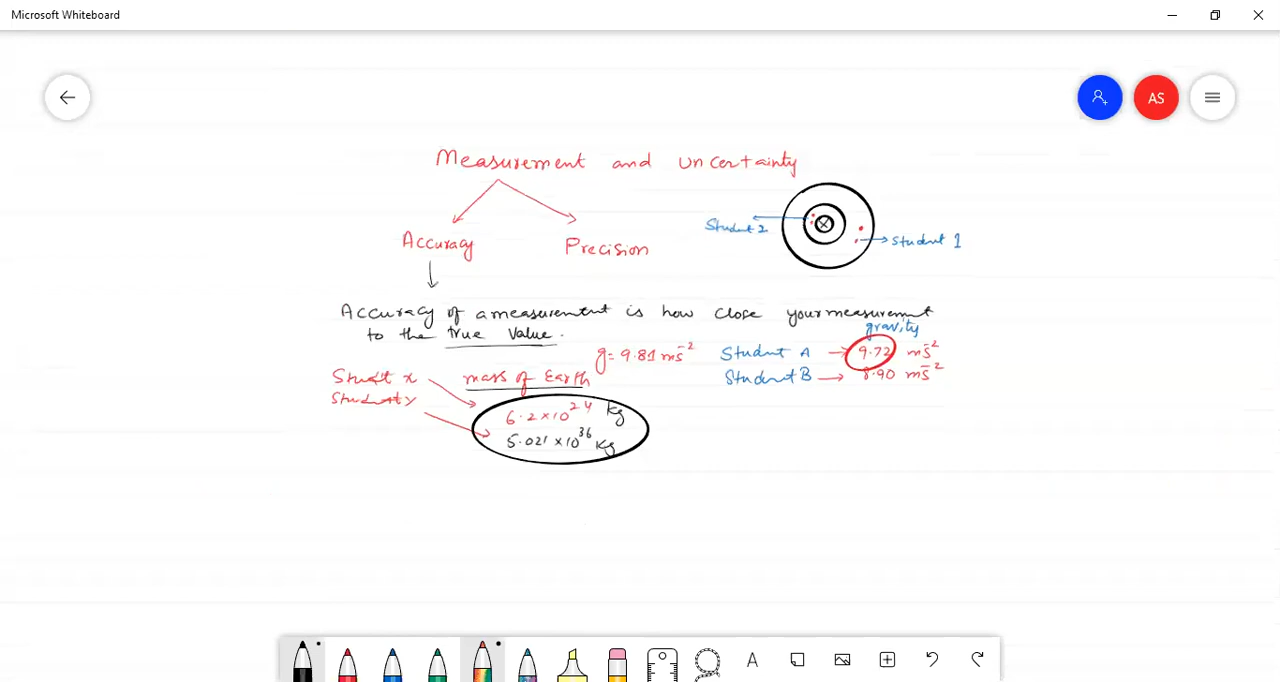 Microsoft Whiteboard
AS
Measurement and uncertainty
Accuracy
Precision
Student 2
Student 1
Accuracy of a measurement is how close your measurement
to the true value.
gravity
g= 9.81 ms⁻²
Student A → 9.72 ms⁻²
Student B → 8.90 ms⁻²
Student x
Student y
mass of Earth
6.2 × 10²⁴ kg
5.021 × 10³⁶ kg
A